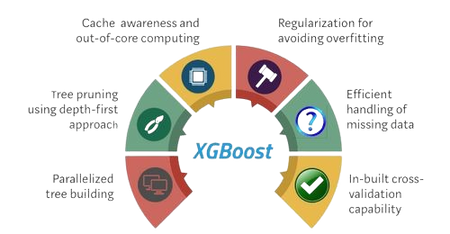 Cache awareness and
out-of-core computing
Regularization for
avoiding overfitting
Tree pruning
using depth-first
approach
Efficient
handling of
missing data
XGBoost
Parallelized
tree building
In-built cross-
validation
capability